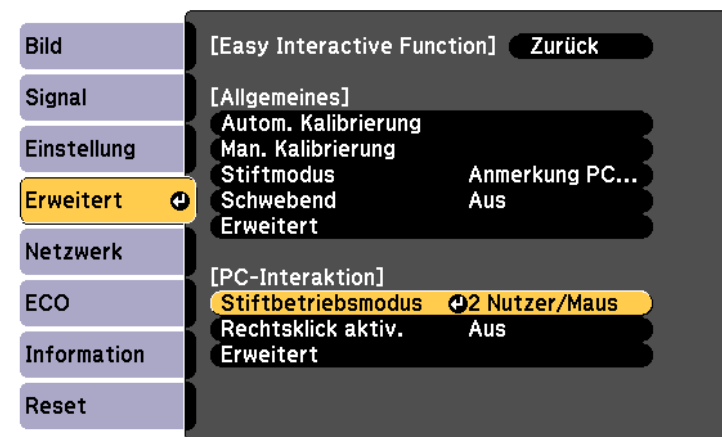 Bild
Signal
Einstellung
Erweitert
Netzwerk
ECO
Information
Reset
[Easy Interactive Function] Zurück
[Allgemeines]
Autom. Kalibrierung
Man. Kalibrierung
Stiftmodus Anmerkung PC...
Schwebend Aus
Erweitert
[PC-Interaktion]
Stiftbetriebsmodus 2 Nutzer/Maus
Rechtsklick aktiv. Aus
Erweitert